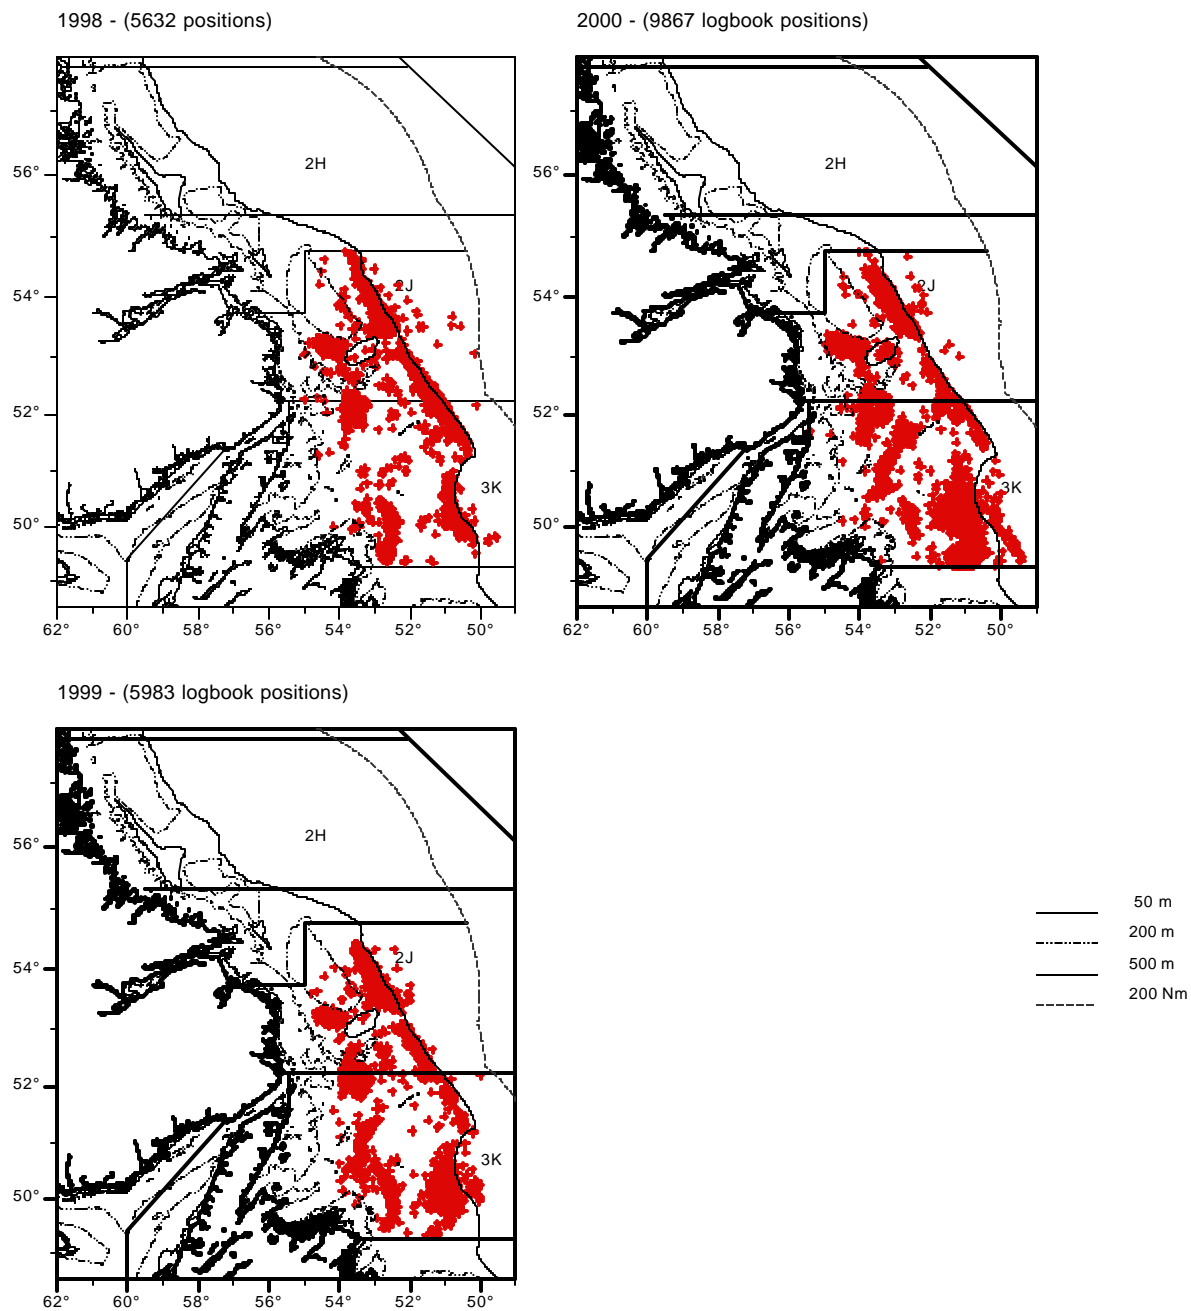 1998 - (5632 positions)
2000 - (9867 logbook positions)
2H
2H
56°
56°
2J
2J
54°
54°
52°
52°
3K
3K
50°
50°
62° 60° 58° 56° 54° 52° 50°
62° 60° 58° 56° 54° 52° 50°
1999 - (5983 logbook positions)
2H
56°
2J
54°
52°
3K
50°
62° 60° 58° 56° 54° 52° 50°
50 m
200 m
500 m
200 Nm